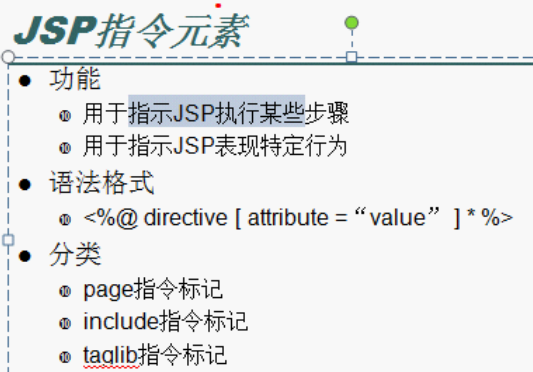 JSP指令元素
功能
用于指示JSP执行某些步骤
用于指示JSP表现特定行为
语法格式
<%@ directive [ attribute =“value” ] * %>
分类
page指令标记
include指令标记
taglib指令标记